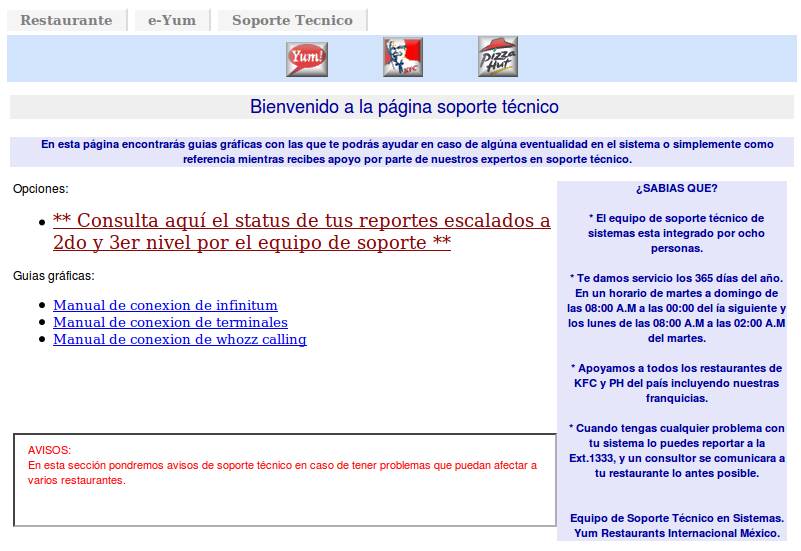 Restaurante
e-Yum
Soporte Tecnico
Yum!
KFC
Pizza
Hut
Bienvenido a la página soporte técnico
En esta página encontrarás guias gráficas con las que te podrás ayudar en caso de algúna eventualidad en el sistema o simplemente como
referencia mientras recibes apoyo por parte de nuestros expertos en soporte técnico.
Opciones:
** Consulta aquí el status de tus reportes escalados a
2do y 3er nivel por el equipo de soporte **
Guias gráficas:
Manual de conexion de infinitum
Manual de conexion de terminales
Manual de conexion de whozz calling
AVISOS:
En esta sección pondremos avisos de soporte técnico en caso de tener problemas que puedan afectar a
varios restaurantes.
¿SABIAS QUE?
* El equipo de soporte técnico de
sistemas esta integrado por ocho
personas.
* Te damos servicio los 365 días del año.
En un horario de martes a domingo de
las 08:00 A.M a las 00:00 del ía siguiente y
los lunes de las 08:00 A.M a las 02:00 A.M
del martes.
* Apoyamos a todos los restaurantes de
KFC y PH del país incluyendo nuestras
franquicias.
* Cuando tengas cualquier problema con
tu sistema lo puedes reportar a la
Ext.1333, y un consultor se comunicara a
tu restaurante lo antes posible.
Equipo de Soporte Técnico en Sistemas.
Yum Restaurants Internacional México.